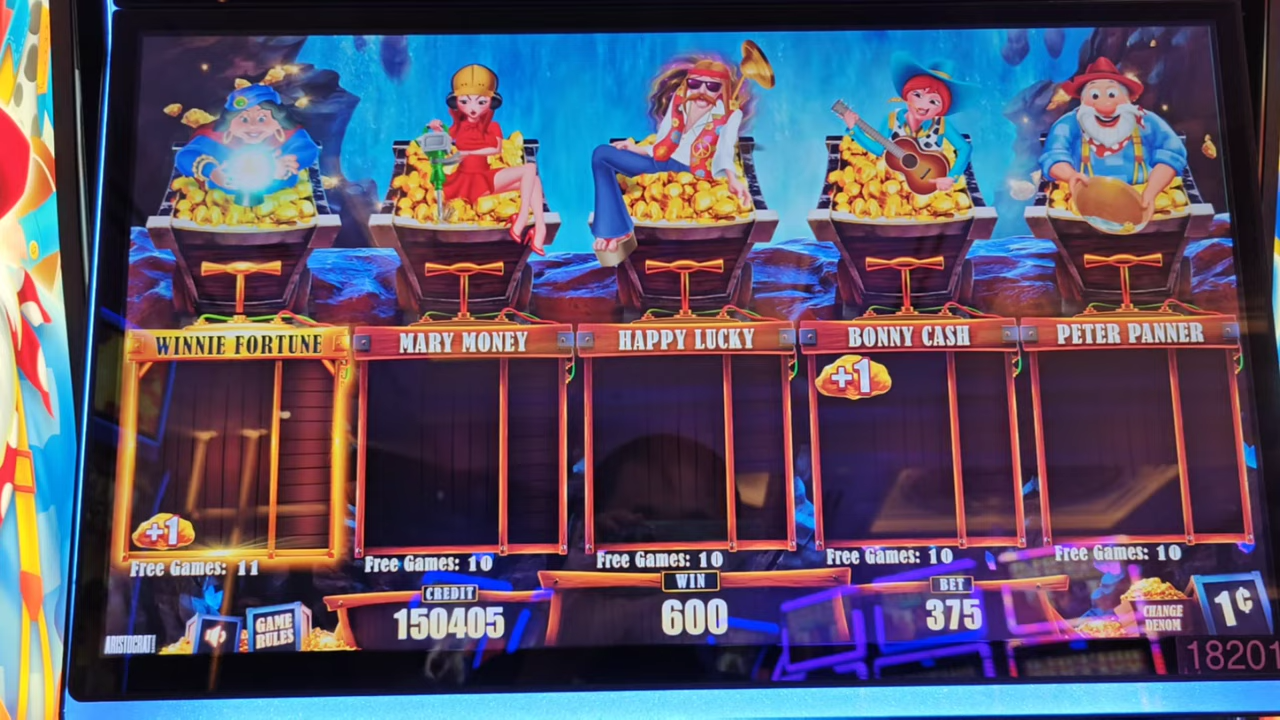 WINNIE FORTUNE
MARY MONEY
HAPPY LUCKY
BONNY CASH
PETER PANNER
+1
+1
Free Games: 11
Free Games: 10
Free Games: 10
Free Games: 10
Free Games: 10
CREDIT
150405
WIN
600
BET
375
ARISTOCRAT
GAME
RULES
CHANGE
DENOM
1¢
18201